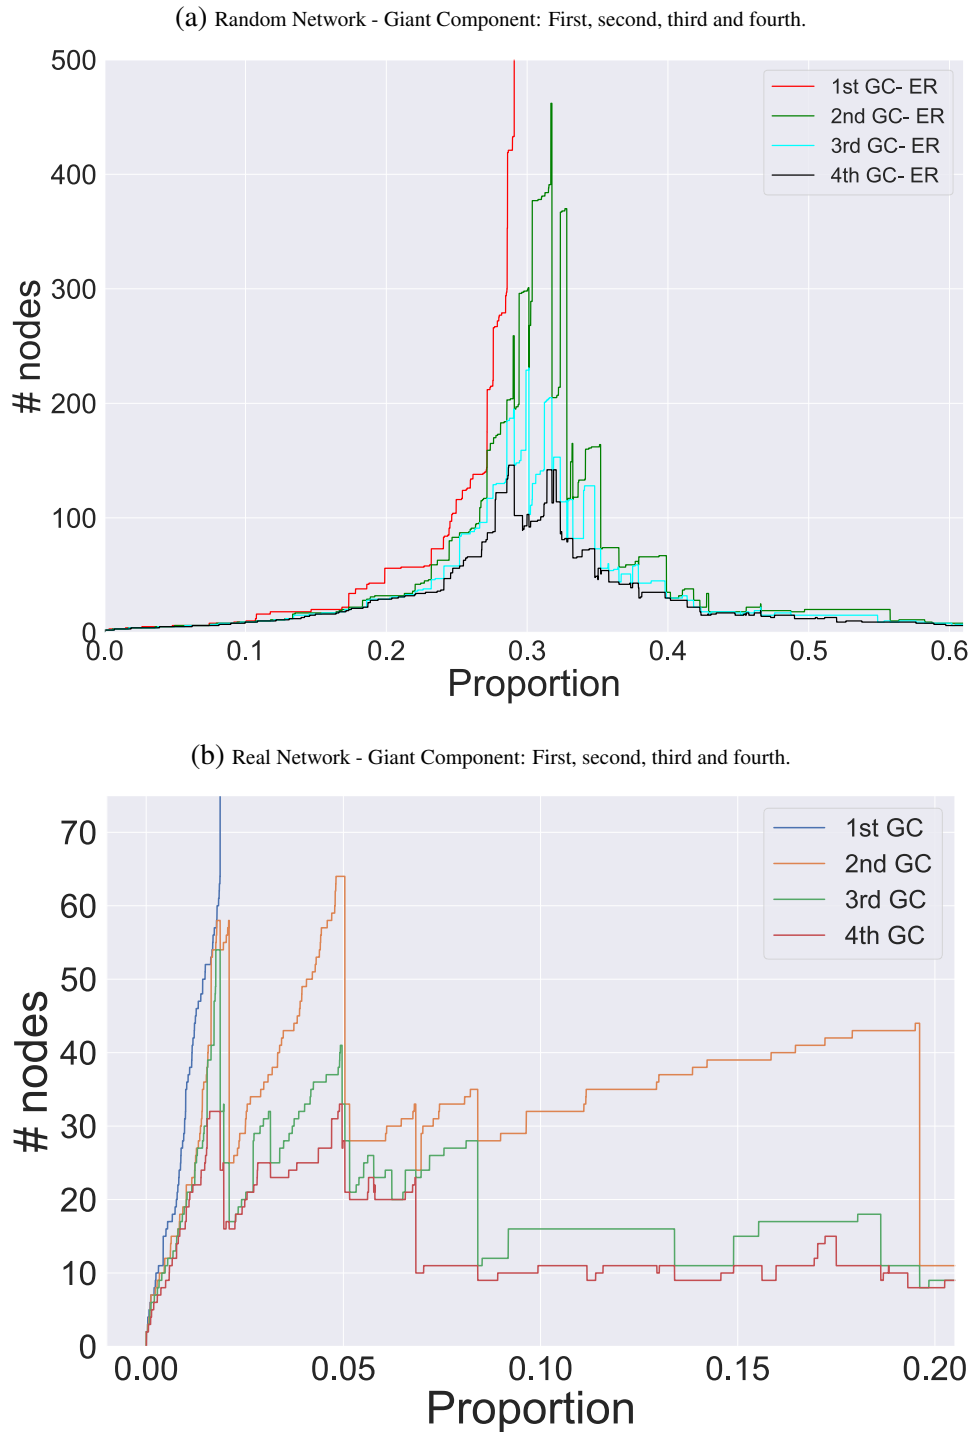 (a) Random Network - Giant Component: First, second, third and fourth.
500
400
300
200
100
0
# nodes
1st GC- ER
2nd GC- ER
3rd GC- ER
4th GC- ER
0.0 0.1 0.2 0.3 0.4 0.5 0.6
Proportion
(b) Real Network - Giant Component: First, second, third and fourth.
70
60
50
40
30
20
10
0
# nodes
1st GC
2nd GC
3rd GC
4th GC
0.00 0.05 0.10 0.15 0.20
Proportion